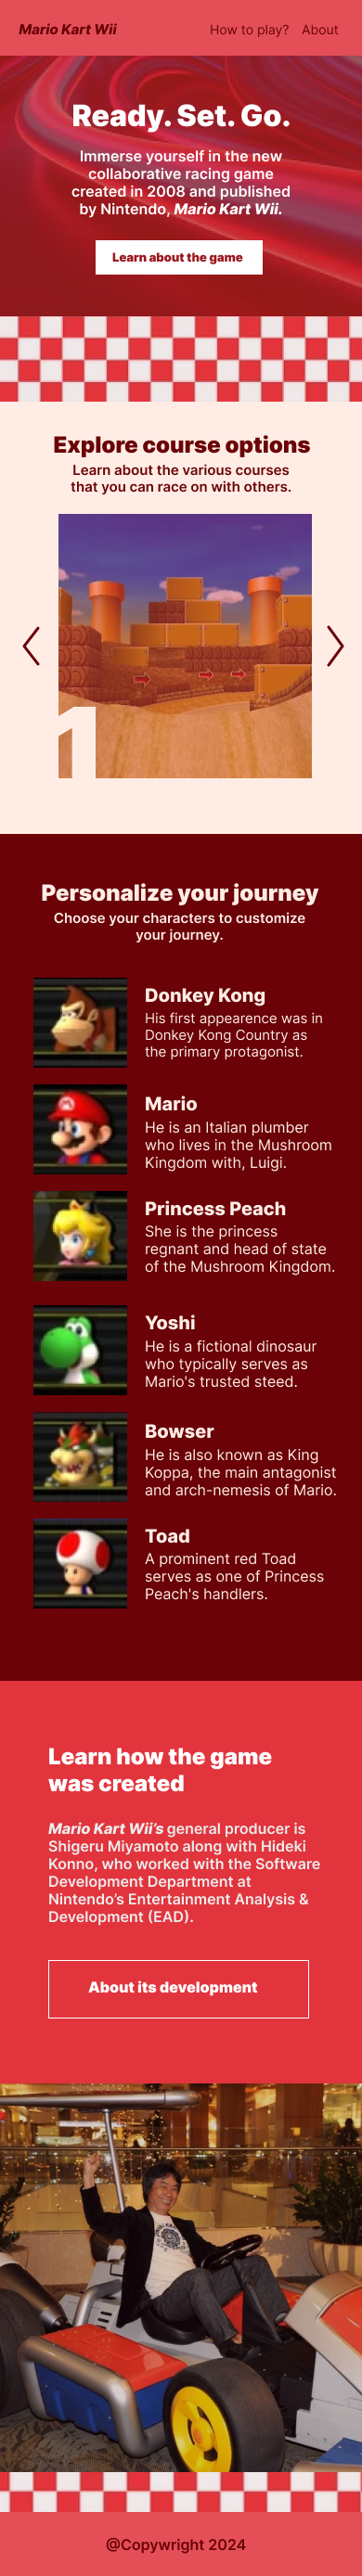 Mario Kart Wii How to play? About
Ready. Set. Go.
Immerse yourself in the new
collaborative racing game
created in 2008 and published
by Nintendo, Mario Kart Wii.
Learn about the game
Explore course options
Learn about the various courses
that you can race on with others.
1
Personalize your journey
Choose your characters to customize
your journey.
Donkey Kong
His first appearence was in
Donkey Kong Country as
the primary protagonist.
Mario
He is an Italian plumber
who lives in the Mushroom
Kingdom with, Luigi.
Princess Peach
She is the princess
regnant and head of state
of the Mushroom Kingdom.
Yoshi
He is a fictional dinosaur
who typically serves as
Mario's trusted steed.
Bowser
He is also known as King
Koppa, the main antagonist
and arch-nemesis of Mario.
Toad
A prominent red Toad
serves as one of Princess
Peach's handlers.
Learn how the game
was created
Mario Kart Wii’s general producer is
Shigeru Miyamoto along with Hideki
Konno, who worked with the Software
Development Department at
Nintendo’s Entertainment Analysis &
Development (EAD).
About its development
@Copywright 2024